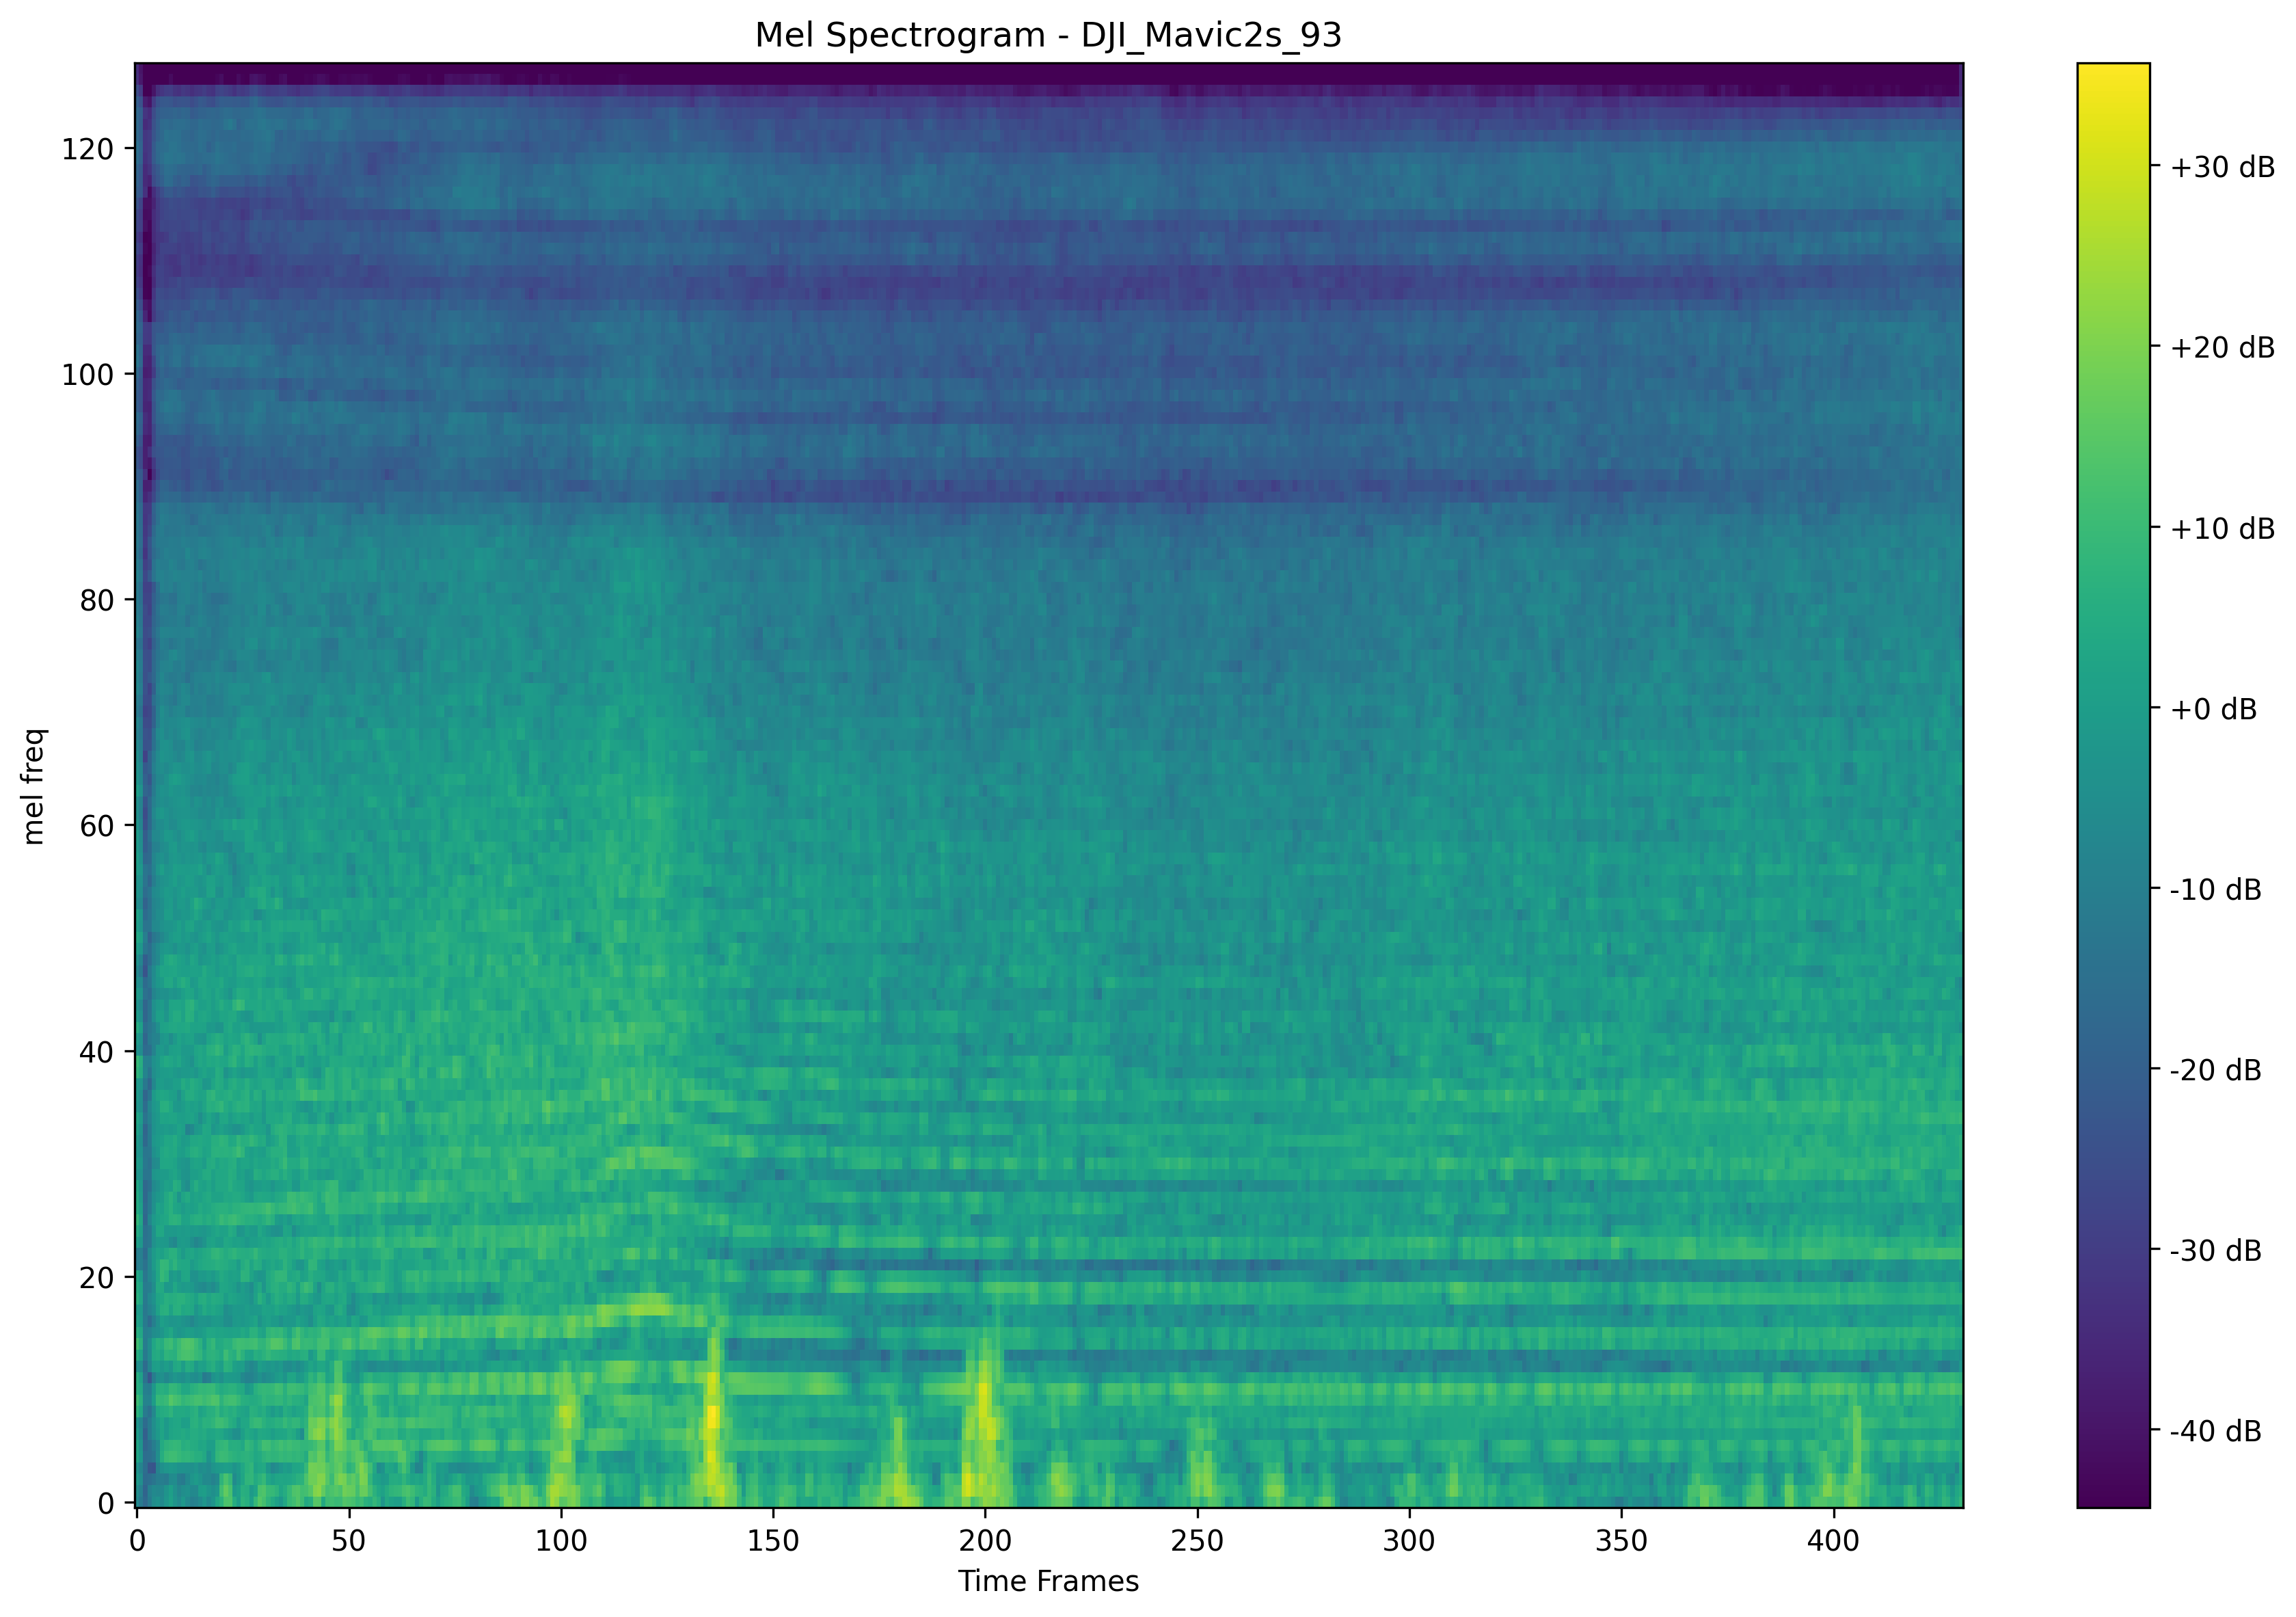 Mel Spectrogram - DJI_Mavic2s_93
mel freq
120
100
80
60
40
20
0
0 50 100 150 200 250 300 350 400
Time Frames
+30 dB
+20 dB
+10 dB
+0 dB
-10 dB
-20 dB
-30 dB
-40 dB